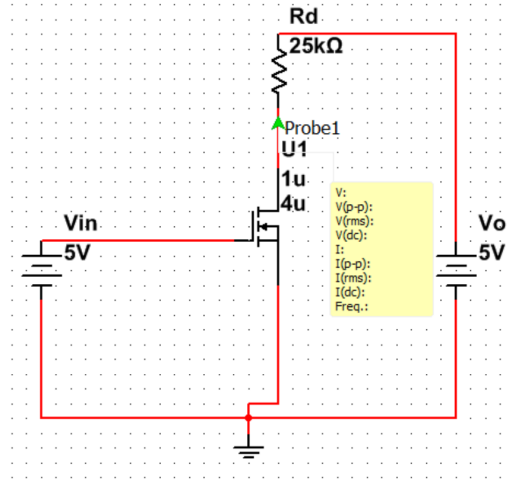 Rd
25kΩ
Probe1
U1
1u
4u
Vin
5V
V:
V(p-p):
V(rms):
V(dc):
I:
I(p-p):
I(rms):
I(dc):
Freq.:
Vo
5V